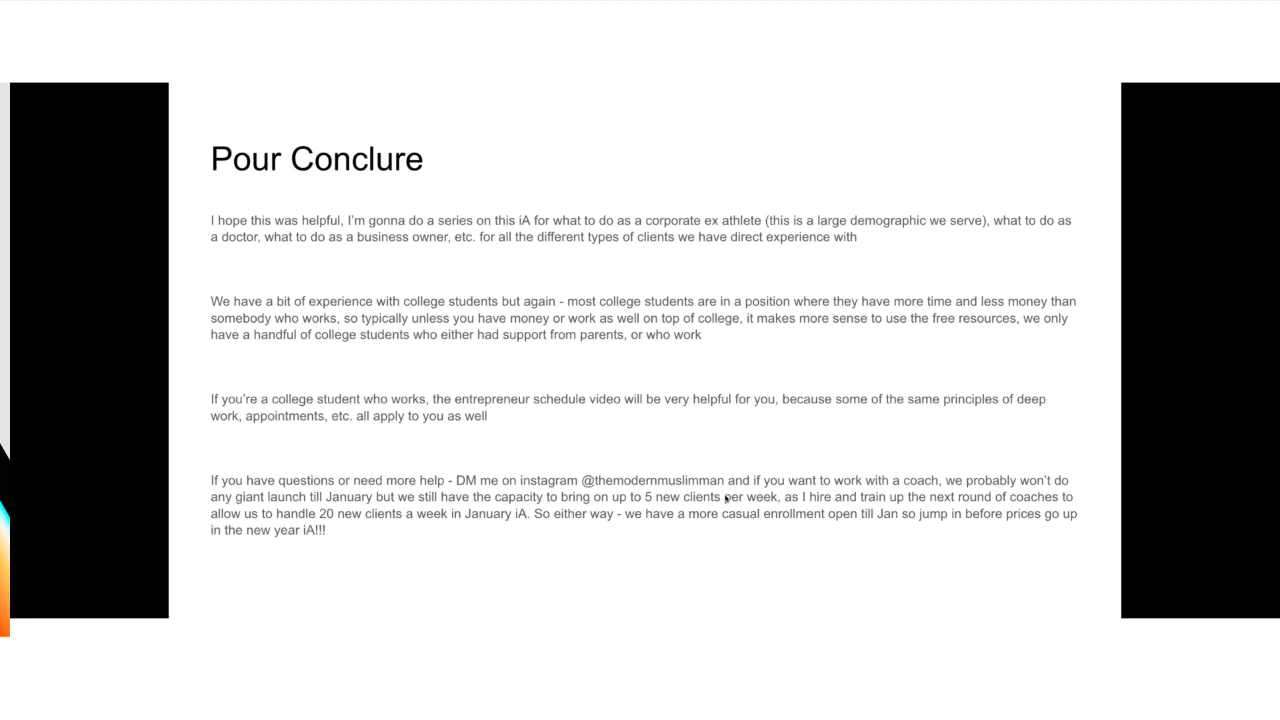 Pour Conclure
I hope this was helpful, I'm gonna do a series on this iA for what to do as a corporate ex athlete (this is a large demographic we serve), what to do as
a doctor, what to do as a business owner, etc. for all the different types of clients we have direct experience with
We have a bit of experience with college students but again - most college students are in a position where they have more time and less money than
somebody who works, so typically unless you have money or work as well on top of college, it makes more sense to use the free resources, we only
have a handful of college students who either had support from parents, or who work
If you're a college student who works, the entrepreneur schedule video will be very helpful for you, because some of the same principles of deep
work, appointments, etc. all apply to you as well
If you have questions or need more help - DM me on instagram @themodernmuslimman and if you want to work with a coach, we probably won't do
any giant launch till January but we still have the capacity to bring on up to 5 new clients per week, as I hire and train up the next round of coaches to
allow us to handle 20 new clients a week in January iA. So either way - we have a more casual enrollment open till Jan so jump in before prices go up
in the new year iA!!!